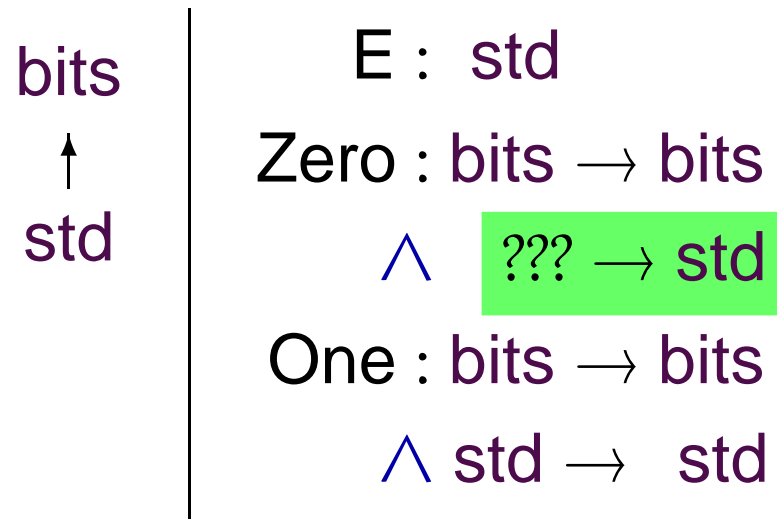 bits
↑
std
E : std
Zero : bits → bits
∧ ??? → std
One : bits → bits
∧ std → std